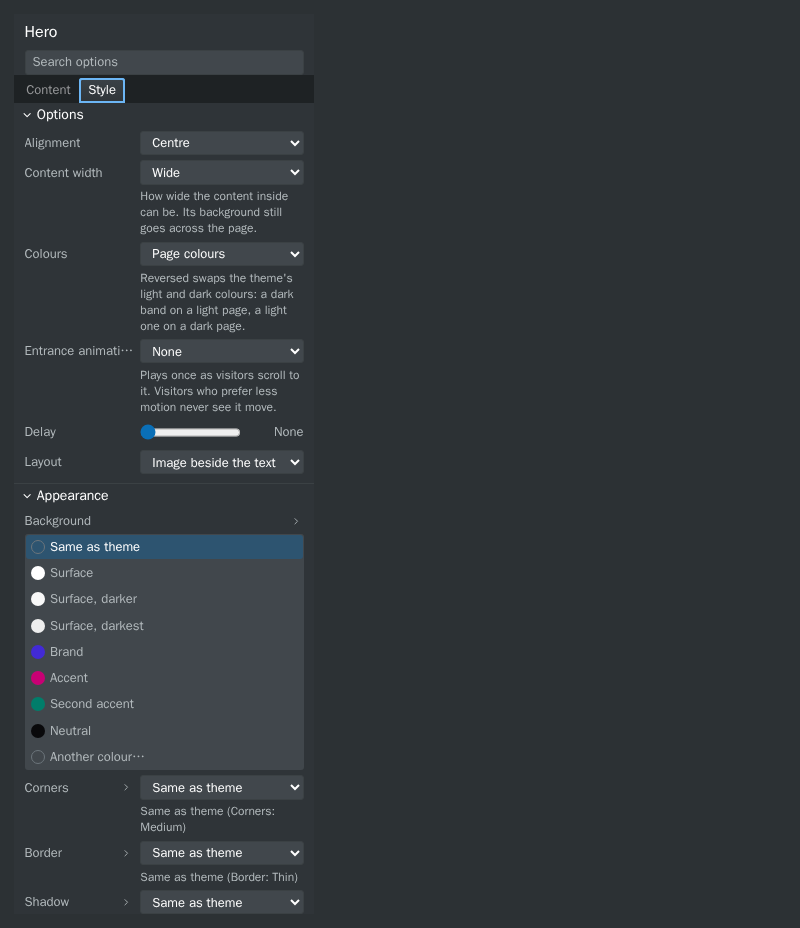 Hero
Search options
Content Style
Options
Alignment Centre
Content width Wide
How wide the content inside
can be. Its background still
goes across the page.
Colours Page colours
Reversed swaps the theme's
light and dark colours: a dark
band on a light page, a light
one on a dark page.
Entrance animati··· None
Plays once as visitors scroll to
it. Visitors who prefer less
motion never see it move.
Delay None
Layout Image beside the text
Appearance
Background
Same as theme
Surface
Surface, darker
Surface, darkest
Brand
Accent
Second accent
Neutral
Another colour···
Corners Same as theme
Same as theme (Corners:
Medium)
Border Same as theme
Same as theme (Border: Thin)
Shadow Same as theme